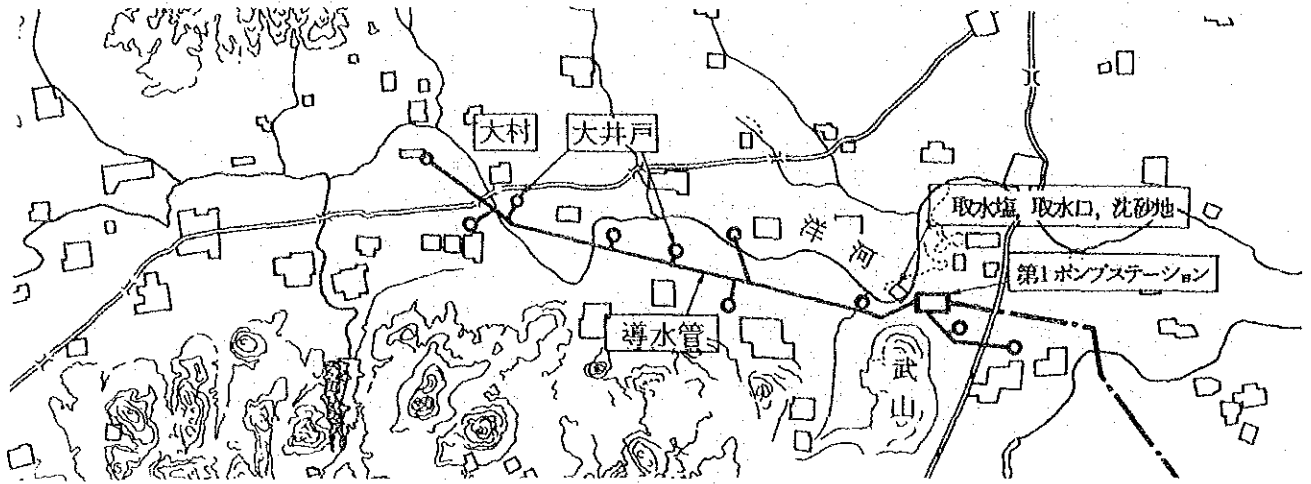 大村
大井戸
取水塩, 取水口, 沈砂地
洋河
第1ポンプステーション
導水管
武山